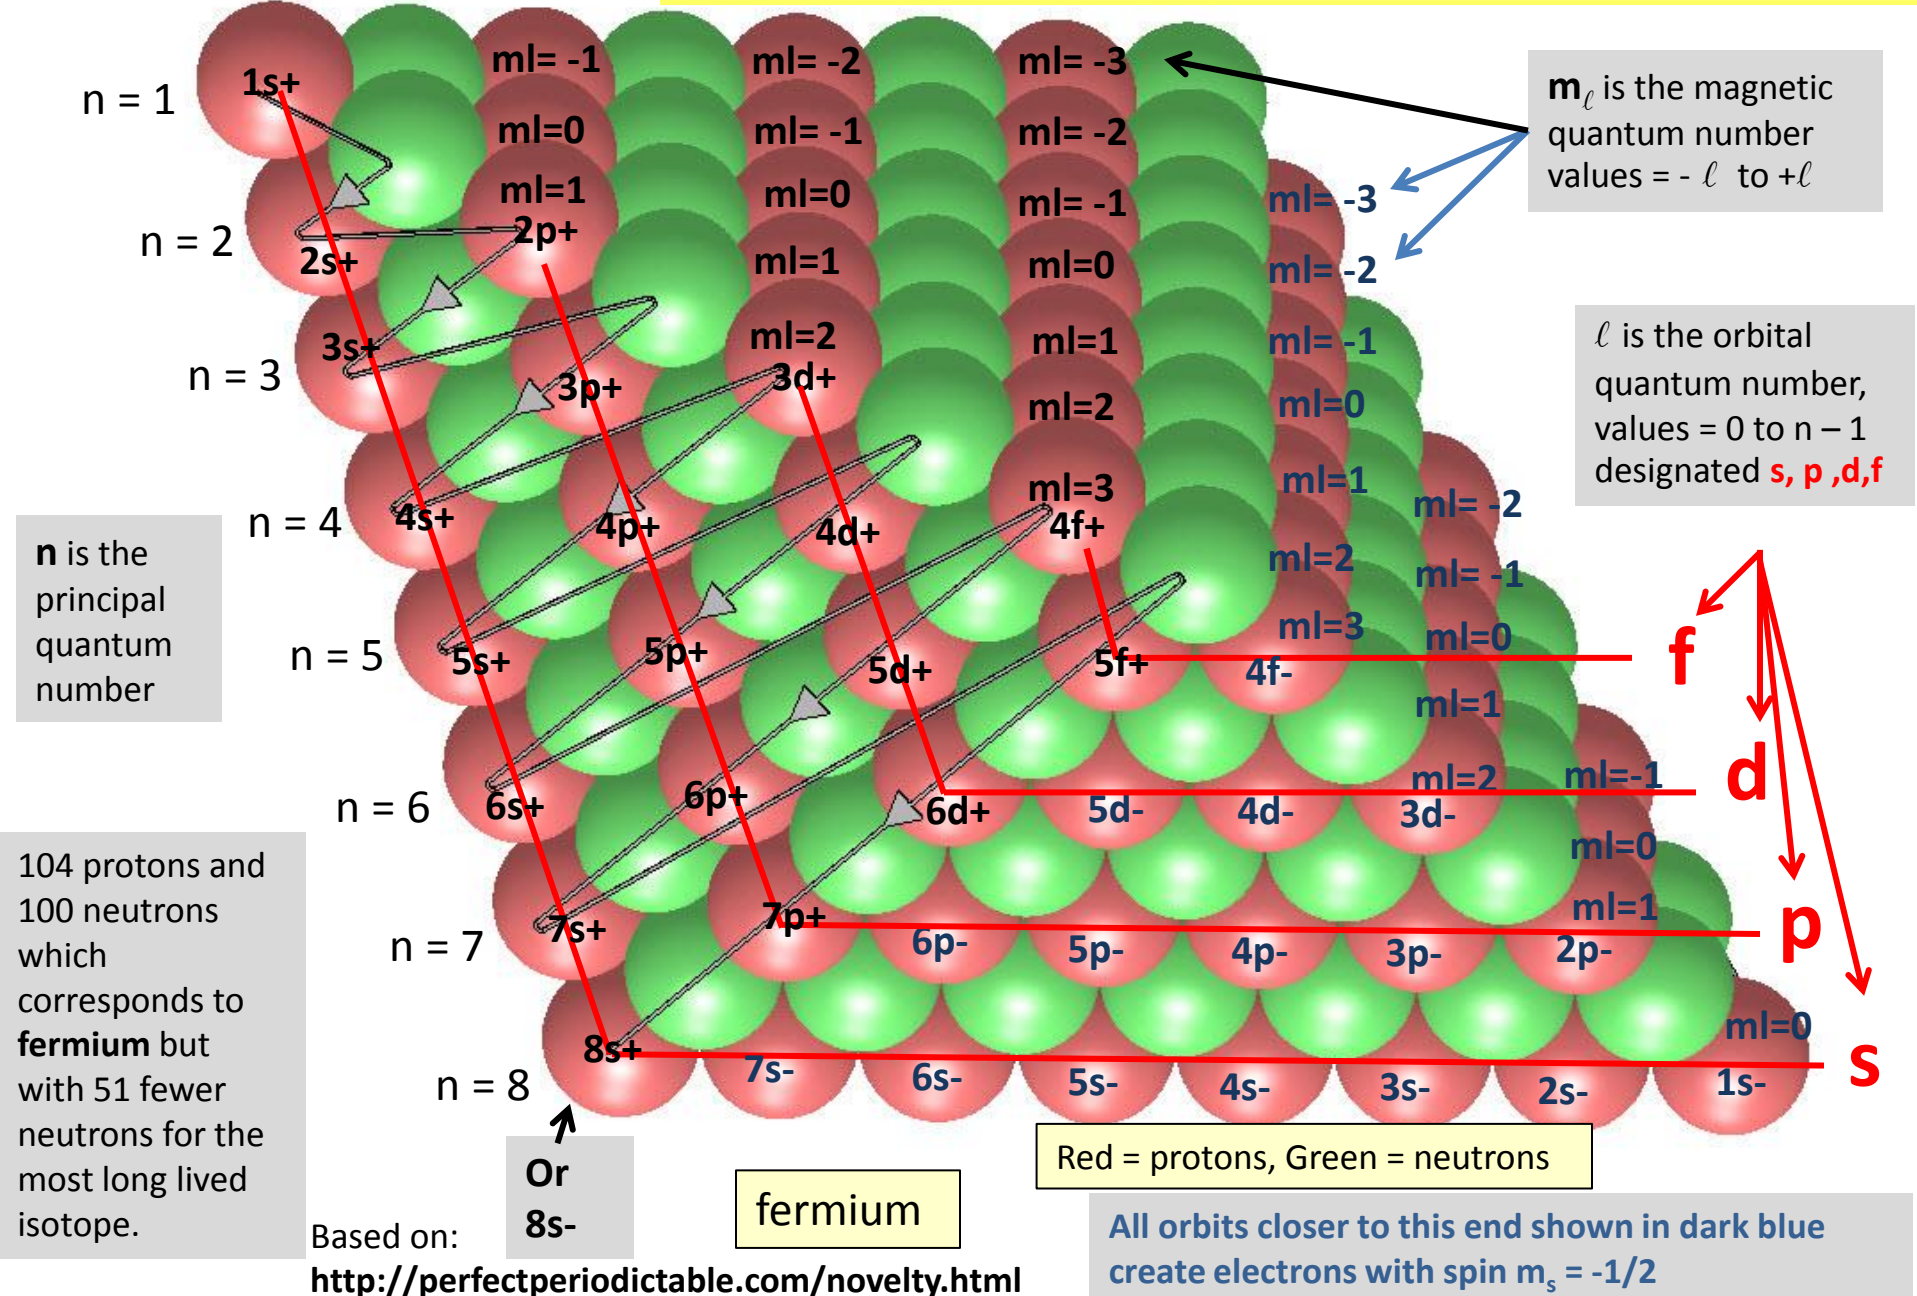 1s+
ml= -1
ml= -2
ml= -3
n = 1
ml=0
ml= -1
ml= -2
mℓ is the magnetic
quantum number
values = - ℓ to +ℓ
ml=1
ml=0
ml= -1
ml= -3
n = 2
2s+
2p+
ml=1
ml=0
ml= -2
n = 3
3s+
3p+
ml=2
3d+
ml=1
ml= -1
ℓ is the orbital
quantum number,
values = 0 to n – 1
designated s, p ,d,f
ml=2
ml=0
n = 4
4s+
4p+
4d+
ml=3
4f+
ml=1
ml= -2
n is the
principal
quantum
number
ml=2
ml= -1
n = 5
5s+
5p+
5d+
5f+
ml=3
4f-
ml=0
f
ml=1
n = 6
6s+
6p+
6d+
5d-
4d-
3d-
ml=2
ml=-1
d
104 protons and
100 neutrons
which
corresponds to
fermium but
with 51 fewer
neutrons for the
most long lived
isotope.
ml=0
ml=1
n = 7
7s+
7p+
6p-
5p-
4p-
3p-
2p-
p
ml=0
n = 8
8s+
7s-
6s-
5s-
4s-
3s-
2s-
1s-
s
Or
8s-
fermium
Red = protons, Green = neutrons
Based on:
http://perfectperiodictable.com/novelty.html
All orbits closer to this end shown in dark blue
create electrons with spin ms = -1/2